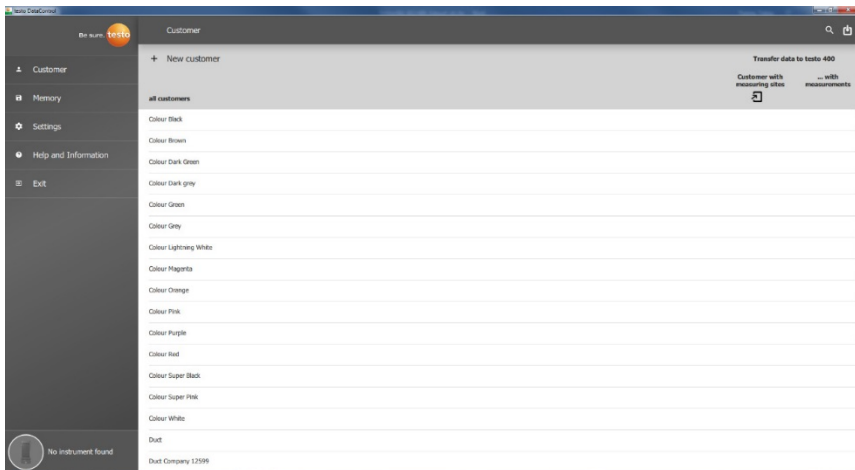 testo DataControl
Be sure. testo
Customer
Customer
Memory
Settings
Help and Information
Exit
No instrument found
+ New customer
Transfer data to testo 400
Customer with
measuring sites
... with
measurements
all customers
Colour Black
Colour Brown
Colour Dark Green
Colour Dark grey
Colour Green
Colour Grey
Colour Lightning White
Colour Magenta
Colour Orange
Colour Pink
Colour Purple
Colour Red
Colour Super Black
Colour Super Pink
Colour White
Duct
Duct Company 12599